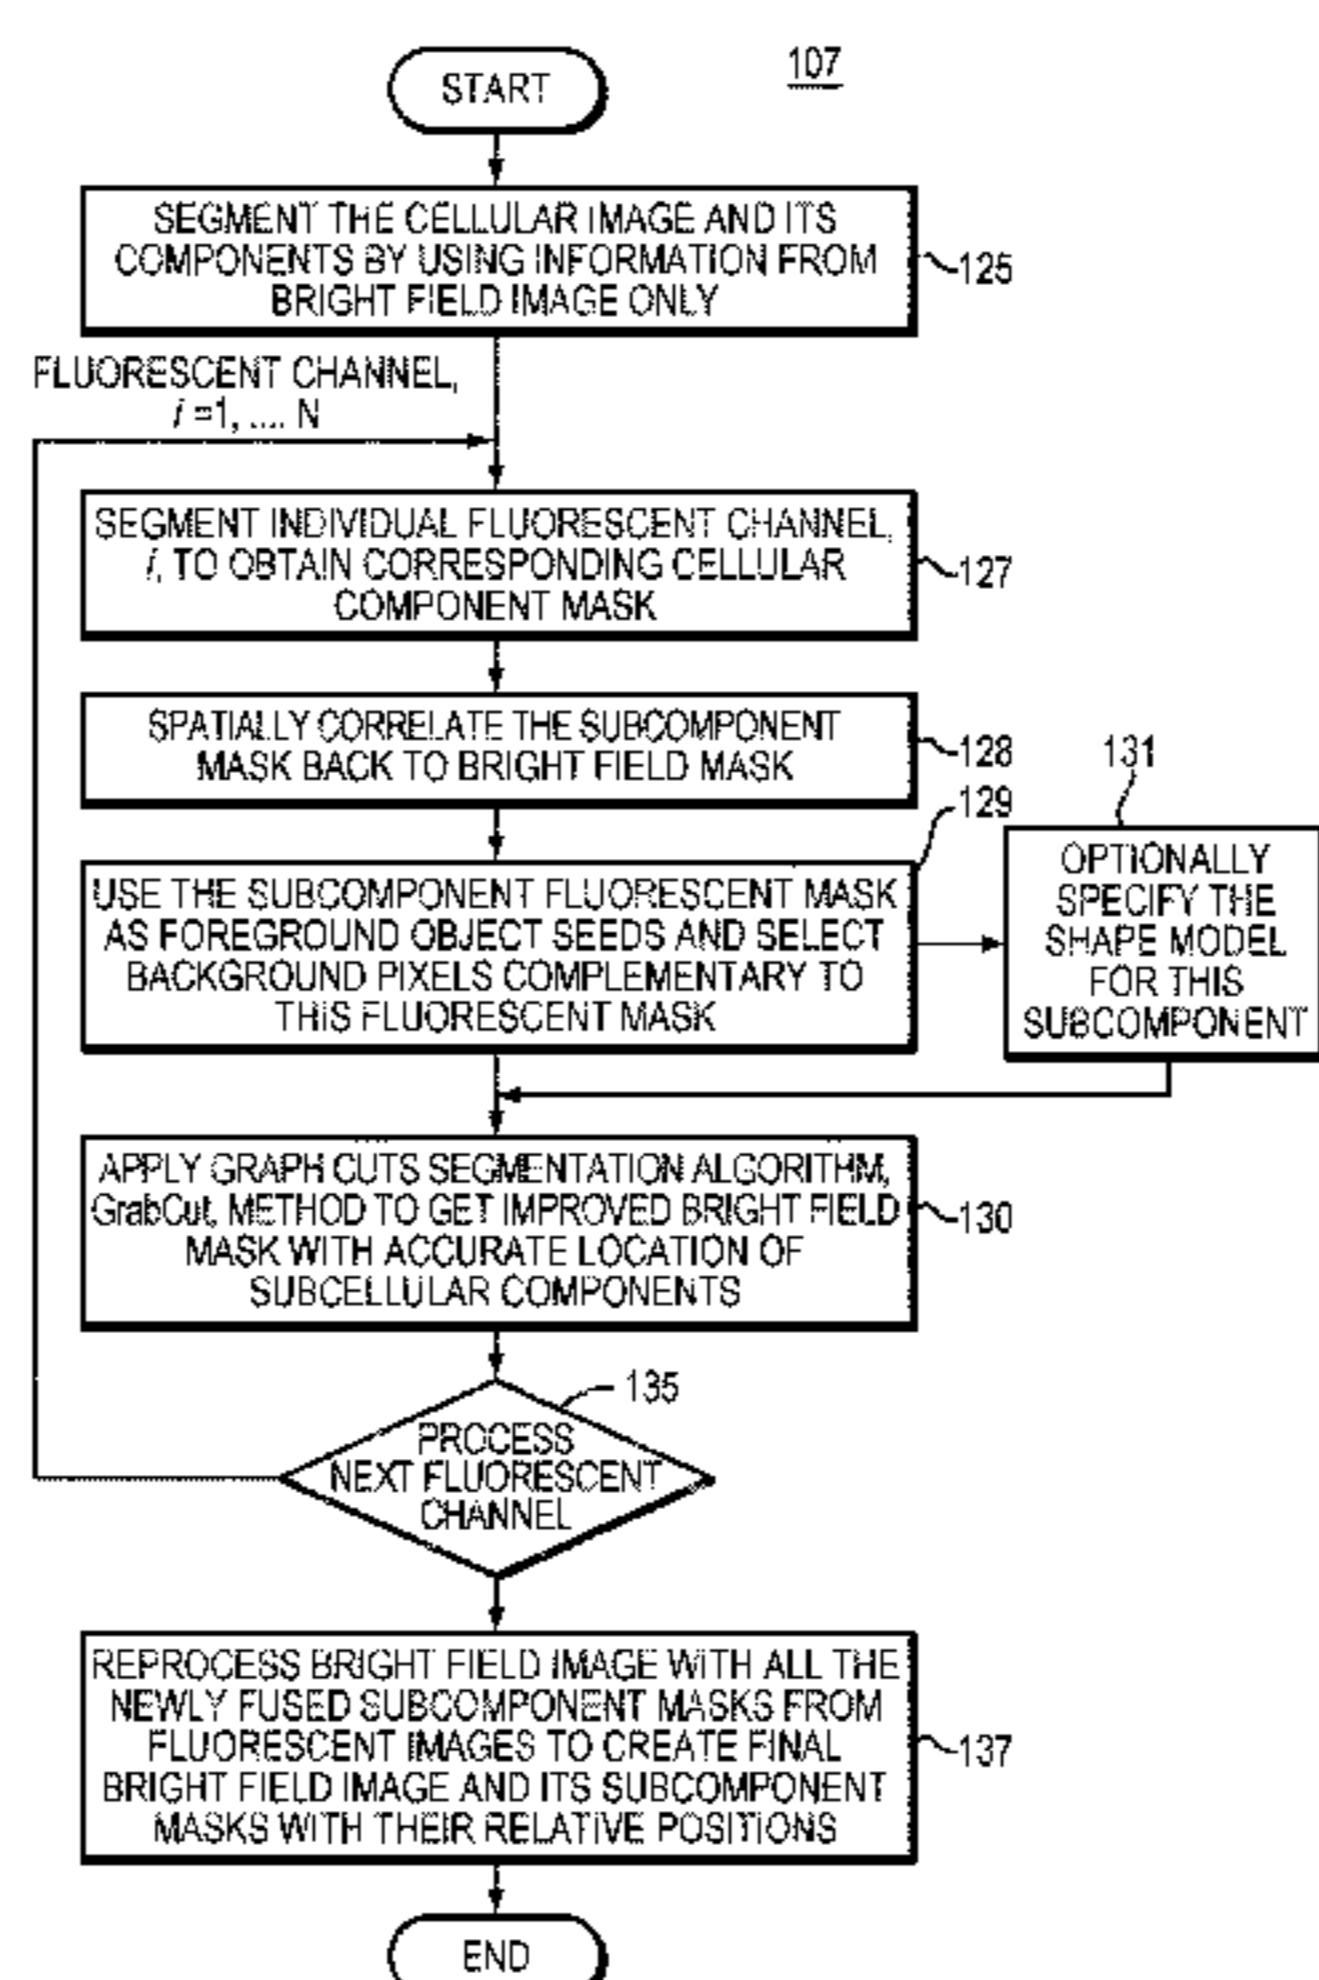 107
START
SEGMENT THE CELLULAR IMAGE AND ITS
COMPONENTS BY USING INFORMATION FROM
BRIGHT FIELD IMAGE ONLY
125
FLUORESCENT CHANNEL,
i =1, .... N
SEGMENT INDIVIDUAL FLUORESCENT CHANNEL,
i, TO OBTAIN CORRESPONDING CELLULAR
COMPONENT MASK
127
SPATIALLY CORRELATE THE SUBCOMPONENT
MASK BACK TO BRIGHT FIELD MASK
128
USE THE SUBCOMPONENT FLUORESCENT MASK
AS FOREGROUND OBJECT SEEDS AND SELECT
BACKGROUND PIXELS COMPLEMENTARY TO
THIS FLUORESCENT MASK
129
131
OPTIONALLY
SPECIFY THE
SHAPE MODEL
FOR THIS
SUBCOMPONENT
APPLY GRAPH CUTS SEGMENTATION ALGORITHM,
GrabCut, METHOD TO GET IMPROVED BRIGHT FIELD
MASK WITH ACCURATE LOCATION OF
SUBCELLULAR COMPONENTS
130
135
PROCESS
NEXT FLUORESCENT
CHANNEL
REPROCESS BRIGHT FIELD IMAGE WITH ALL THE
NEWLY FUSED SUBCOMPONENT MASKS FROM
FLUORESCENT IMAGES TO CREATE FINAL
BRIGHT FIELD IMAGE AND ITS SUBCOMPONENT
MASKS WITH THEIR RELATIVE POSITIONS
137
END